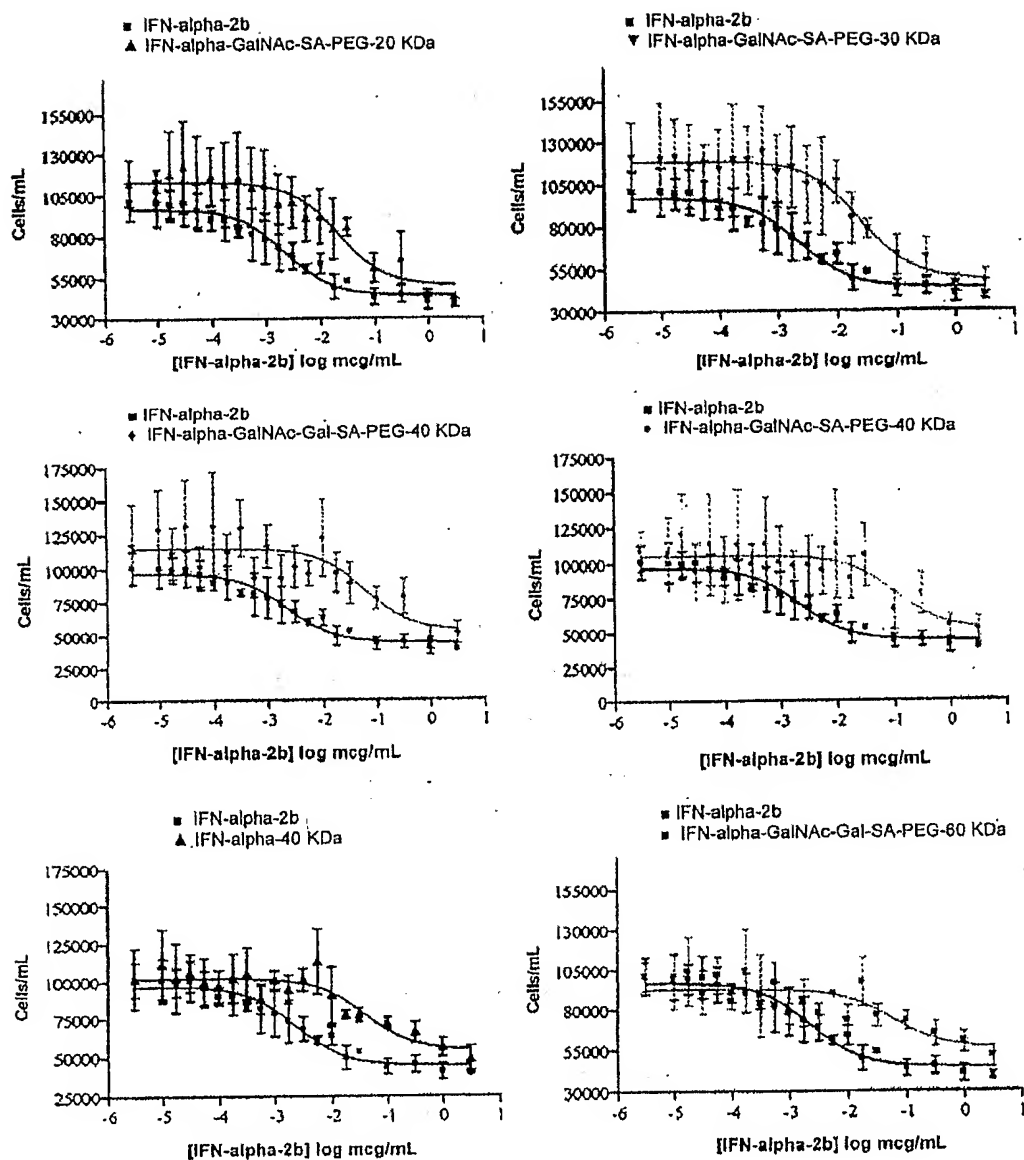 IFN-alpha-2b
IFN-alpha-GalNAc-SA-PEG-20 KDa
155000
130000
105000
80000
55000
30000
Cells/mL
-6 -5 -4 -3 -2 -1 0 1
[IFN-alpha-2b] log mcg/mL
IFN-alpha-2b
IFN-alpha-GalNAc-SA-PEG-30 KDa
155000
130000
105000
80000
55000
30000
Cells/mL
-6 -5 -4 -3 -2 -1 0 1
[IFN-alpha-2b] log mcg/mL
IFN-alpha-2b
IFN-alpha-GalNAc-Gal-SA-PEG-40 KDa
175000
150000
125000
100000
75000
50000
25000
0
Cells/mL
-6 -5 -4 -3 -2 -1 0 1
[IFN-alpha-2b] log mcg/mL
IFN-alpha-2b
IFN-alpha-GalNAc-SA-PEG-40 KDa
175000
150000
125000
100000
75000
50000
25000
0
Cells/mL
-6 -5 -4 -3 -2 -1 0 1
[IFN-alpha-2b] log mcg/mL
IFN-alpha-2b
IFN-alpha-40 KDa
175000
150000
125000
100000
75000
50000
25000
Cells/mL
-6 -5 -4 -3 -2 -1 0 1
[IFN-alpha-2b] log mcg/mL
IFN-alpha-2b
IFN-alpha-GalNAc-Gal-SA-PEG-60 KDa
155000
130000
105000
80000
55000
30000
Cells/mL
-6 -5 -4 -3 -2 -1 0 1
[IFN-alpha-2b] log mcg/mL